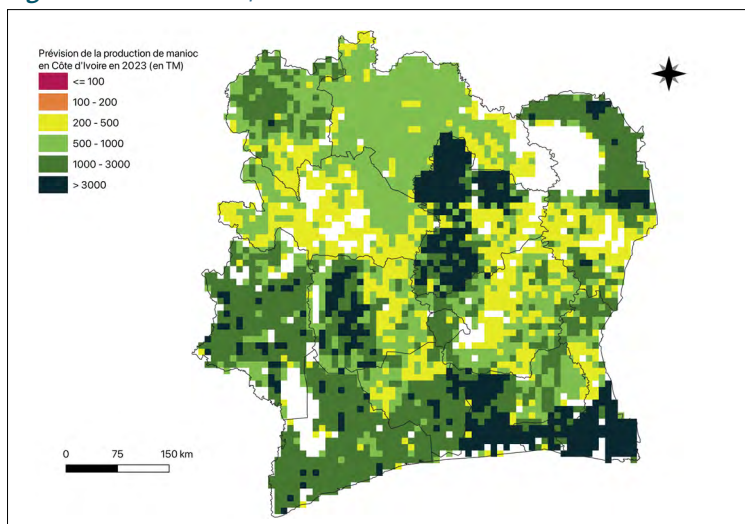 Prévision de la production de manioc
en Côte d'Ivoire en 2023 (en TM)
<= 100
100 - 200
200 - 500
500 - 1000
1000 - 3000
> 3000
0 75 150 km